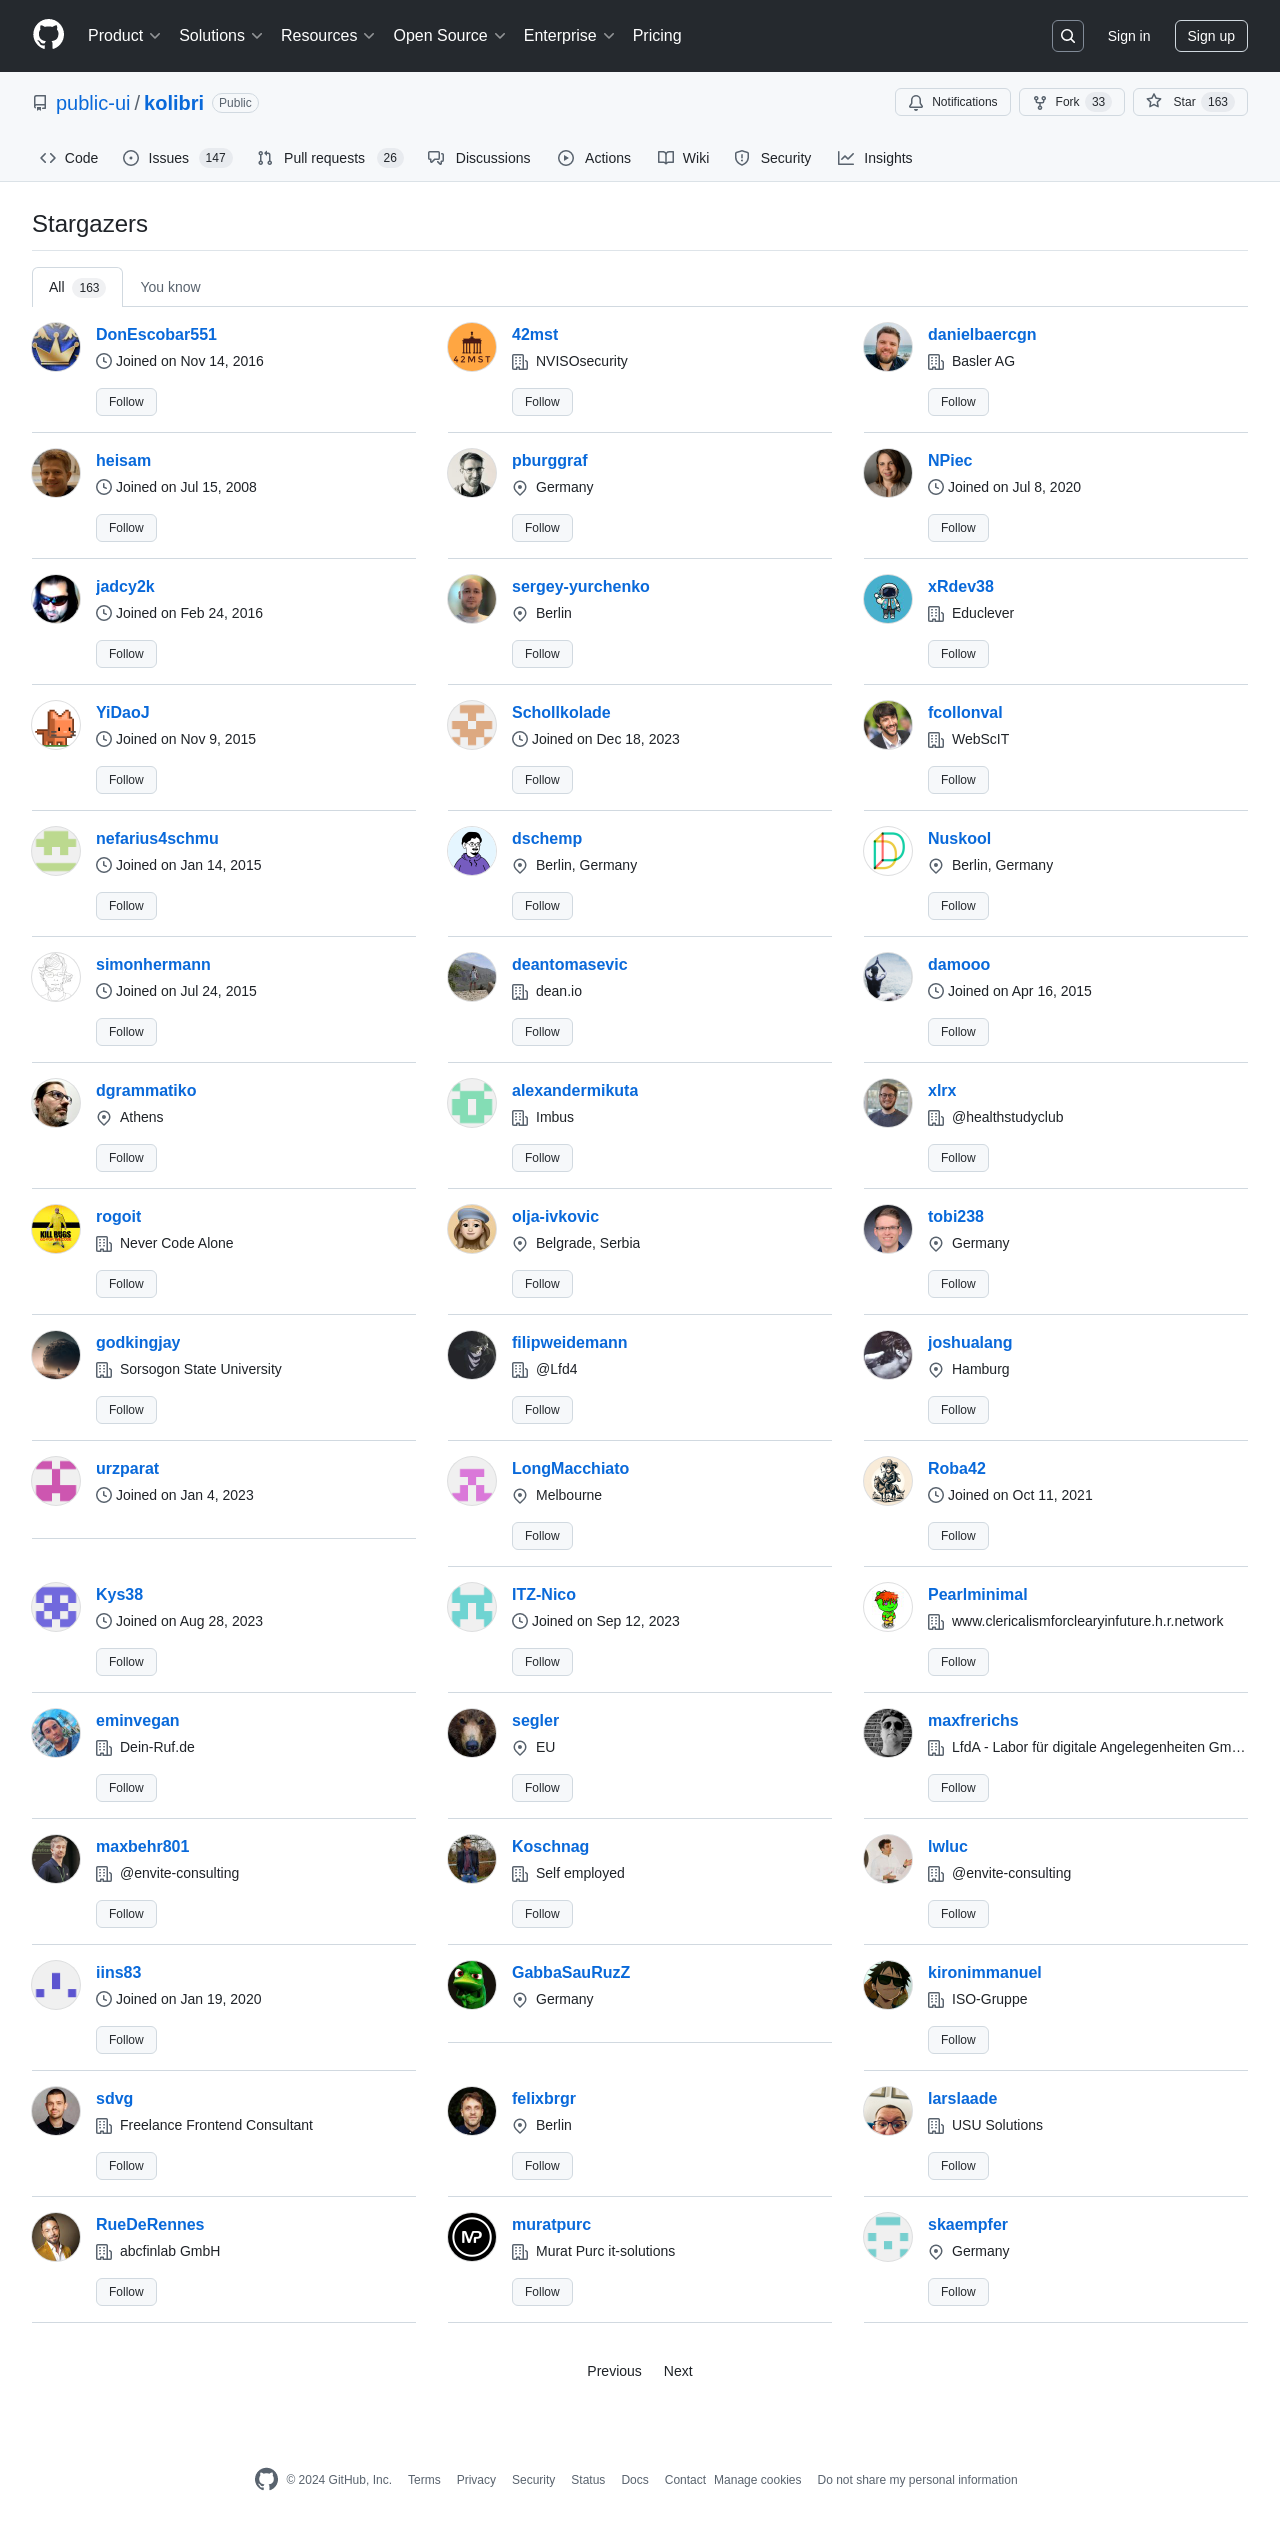 Product Solutions Resources Open Source Enterprise Pricing Sign in Sign up
public-ui / kolibri Public Notifications Fork 33 Star 163
Code Issues 147 Pull requests 26 Discussions Actions Wiki Security Insights
Stargazers
All 163 You know
DonEscobar551
Joined on Nov 14, 2016
Follow
42MST
42mst
NVISOsecurity
Follow
danielbaercgn
Basler AG
Follow
heisam
Joined on Jul 15, 2008
Follow
pburggraf
Germany
Follow
NPiec
Joined on Jul 8, 2020
Follow
jadcy2k
Joined on Feb 24, 2016
Follow
sergey-yurchenko
Berlin
Follow
xRdev38
Educlever
Follow
YiDaoJ
Joined on Nov 9, 2015
Follow
Schollkolade
Joined on Dec 18, 2023
Follow
fcollonval
WebScIT
Follow
nefarius4schmu
Joined on Jan 14, 2015
Follow
dschemp
Berlin, Germany
Follow
Nuskool
Berlin, Germany
Follow
simonhermann
Joined on Jul 24, 2015
Follow
deantomasevic
dean.io
Follow
damooo
Joined on Apr 16, 2015
Follow
dgrammatiko
Athens
Follow
alexandermikuta
Imbus
Follow
xlrx
@healthstudyclub
Follow
KILL BUGS
rogoit
Never Code Alone
Follow
olja-ivkovic
Belgrade, Serbia
Follow
tobi238
Germany
Follow
godkingjay
Sorsogon State University
Follow
filipweidemann
@Lfd4
Follow
joshualang
Hamburg
Follow
urzparat
Joined on Jan 4, 2023
LongMacchiato
Melbourne
Follow
Roba42
Joined on Oct 11, 2021
Follow
Kys38
Joined on Aug 28, 2023
Follow
ITZ-Nico
Joined on Sep 12, 2023
Follow
Pearlminimal
www.clericalismforclearyinfuture.h.r.network
Follow
eminvegan
Dein-Ruf.de
Follow
segler
EU
Follow
maxfrerichs
LfdA - Labor für digitale Angelegenheiten Gm…
Follow
maxbehr801
@envite-consulting
Follow
Koschnag
Self employed
Follow
lwluc
@envite-consulting
Follow
iins83
Joined on Jan 19, 2020
Follow
GabbaSauRuzZ
Germany
kironimmanuel
ISO-Gruppe
Follow
sdvg
Freelance Frontend Consultant
Follow
felixbrgr
Berlin
Follow
larslaade
USU Solutions
Follow
RueDeRennes
abcfinlab GmbH
Follow
MP
muratpurc
Murat Purc it-solutions
Follow
skaempfer
Germany
Follow
Previous Next
© 2024 GitHub, Inc. Terms Privacy Security Status Docs Contact Manage cookies Do not share my personal information